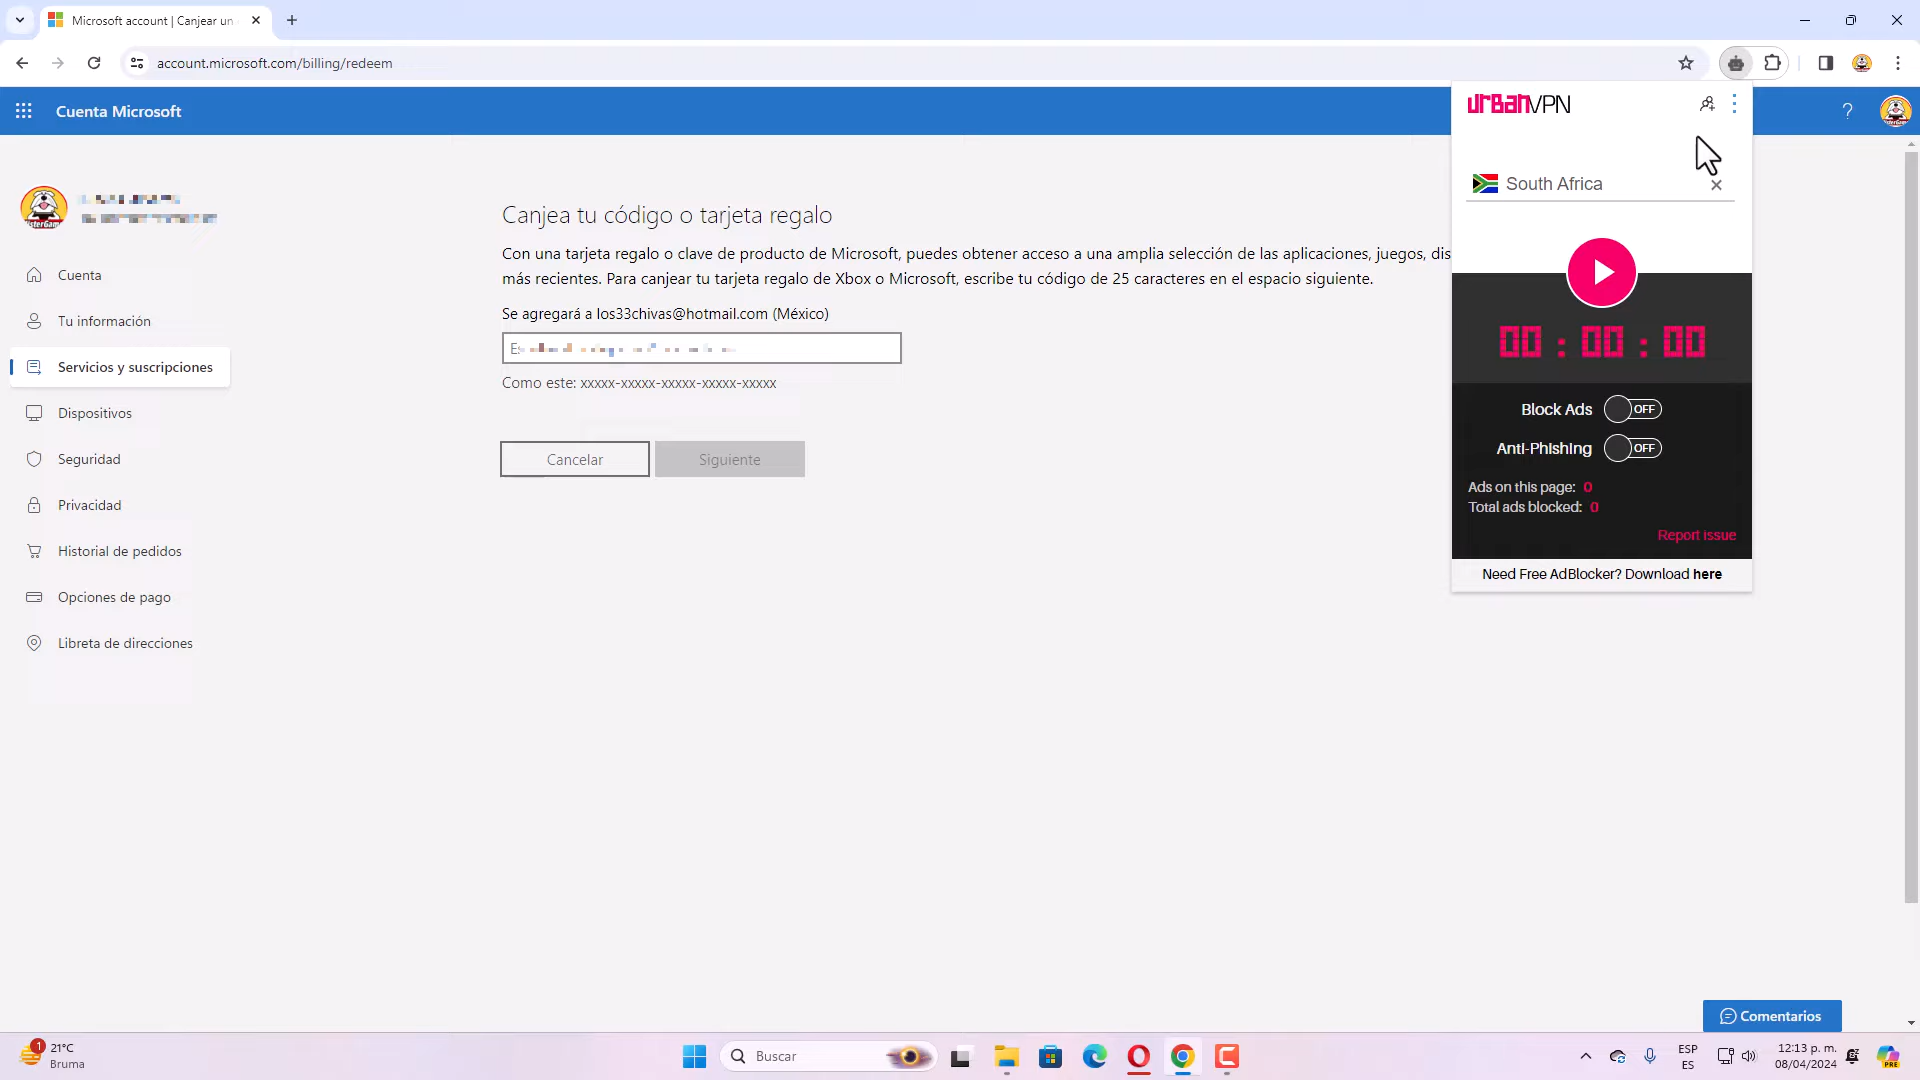 Microsoft account | Canjear un
account.microsoft.com/billing/redeem
Cuenta Microsoft
?
urbanVPN
South Africa
00 : 00 : 00
Block Ads OFF
Anti-Phishing OFF
Ads on this page: 0
Total ads blocked: 0
Report issue
Need Free AdBlocker? Download here
Cuenta
Tu información
Servicios y suscripciones
Dispositivos
Seguridad
Privacidad
Historial de pedidos
Opciones de pago
Libreta de direcciones
Canjea tu código o tarjeta regalo
Con una tarjeta regalo o clave de producto de Microsoft, puedes obtener acceso a una amplia selección de las aplicaciones, juegos, dis
más recientes. Para canjear tu tarjeta regalo de Xbox o Microsoft, escribe tu código de 25 caracteres en el espacio siguiente.
Se agregará a los33chivas@hotmail.com (México)
Como este: xxxxx-xxxxx-xxxxx-xxxxx-xxxxx
Cancelar
Siguiente
Comentarios
1
21°C
Bruma
Buscar
ESP
ES
12:13 p. m.
08/04/2024
PRE